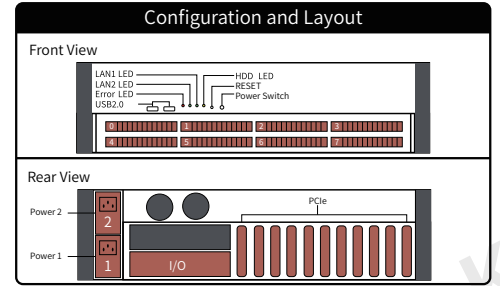 Configuration and Layout
Front View
LAN1 LED
LAN2 LED
Error LED
USB2.0
HDD LED
RESET
Power Switch
0 1 2 3
4 5 6 7
Rear View
PCIe
Power 2
2
Power 1
1
I/O